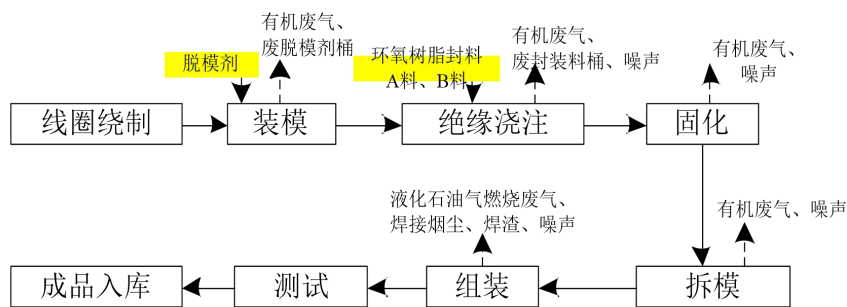 有机废气、
废脱模剂桶
脱模剂
环氧树脂封料
A料、B料
有机废气、
废封装料桶、噪声
有机废气、
噪声
线圈绕制
装模
绝缘浇注
固化
液化石油气燃烧废气、
焊接烟尘、焊渣、噪声
有机废气、噪声
成品入库
测试
组装
拆模